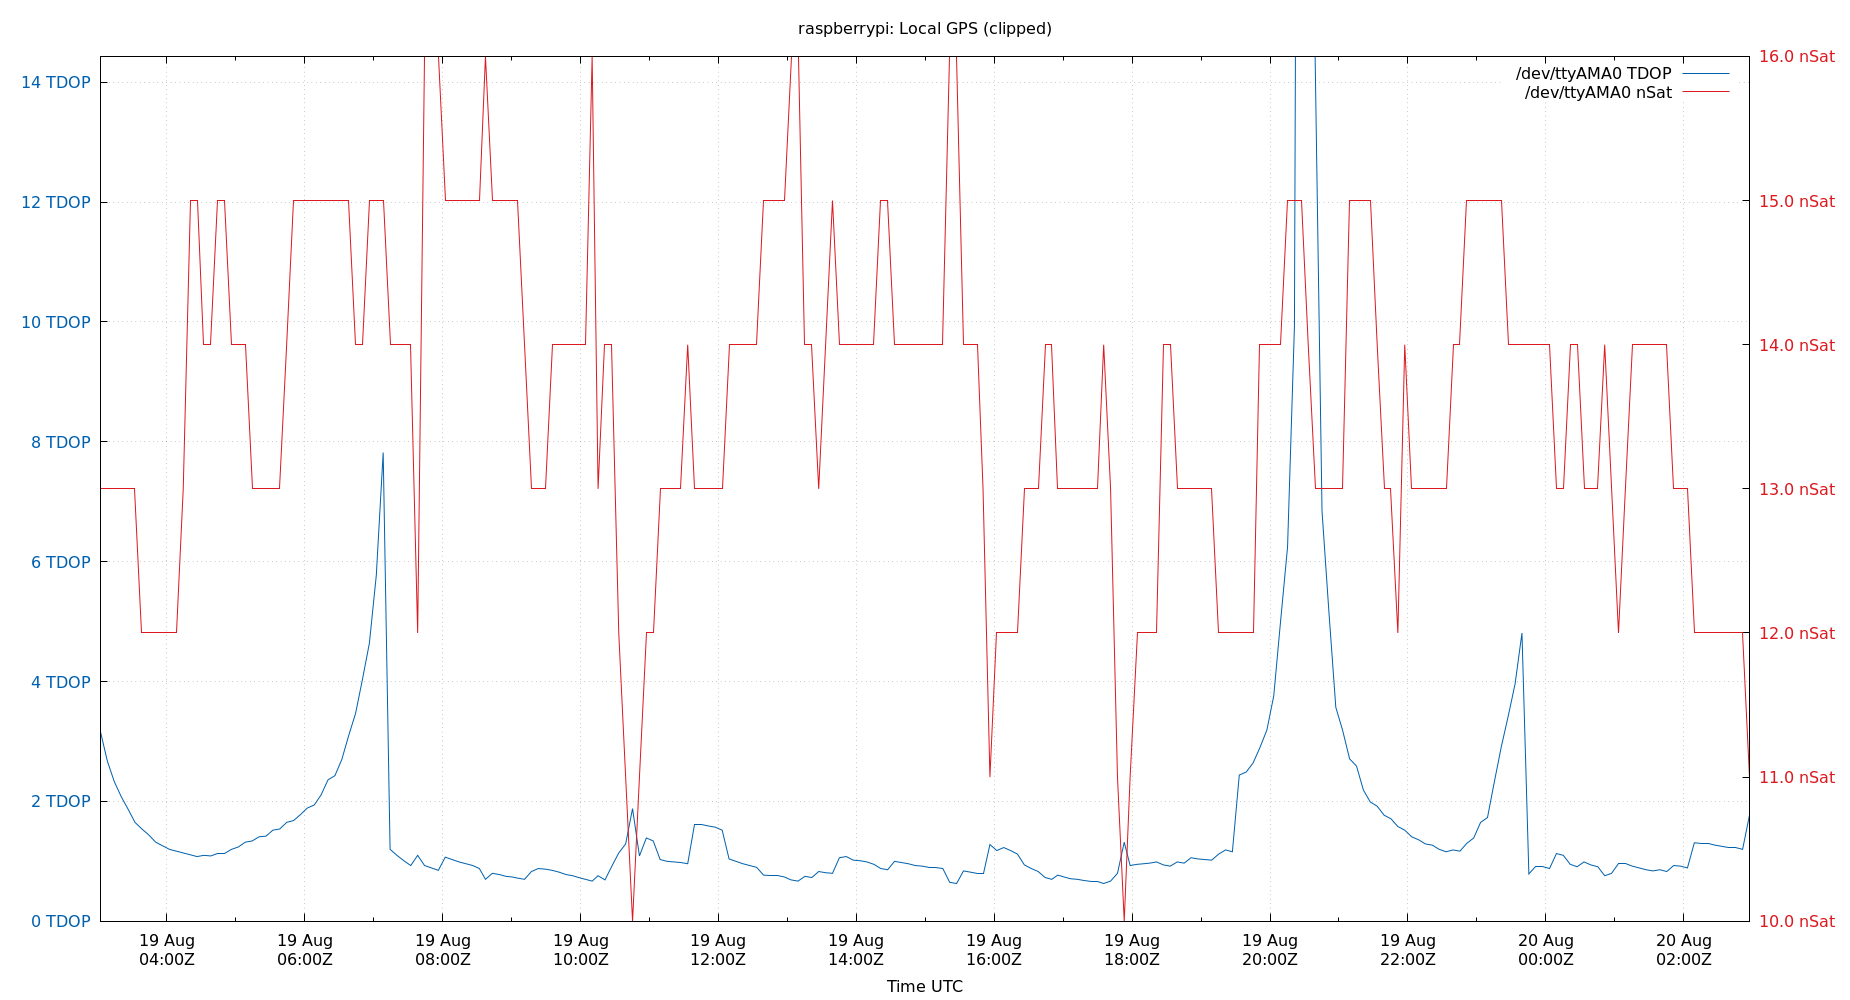 raspberrypi: Local GPS (clipped)
/dev/ttyAMA0 TDOP
/dev/ttyAMA0 nSat
14 TDOP
12 TDOP
10 TDOP
8 TDOP
6 TDOP
4 TDOP
2 TDOP
0 TDOP
16.0 nSat
15.0 nSat
14.0 nSat
13.0 nSat
12.0 nSat
11.0 nSat
10.0 nSat
19 Aug
04:00Z
19 Aug
06:00Z
19 Aug
08:00Z
19 Aug
10:00Z
19 Aug
12:00Z
19 Aug
14:00Z
19 Aug
16:00Z
19 Aug
18:00Z
19 Aug
20:00Z
19 Aug
22:00Z
20 Aug
00:00Z
20 Aug
02:00Z
Time UTC